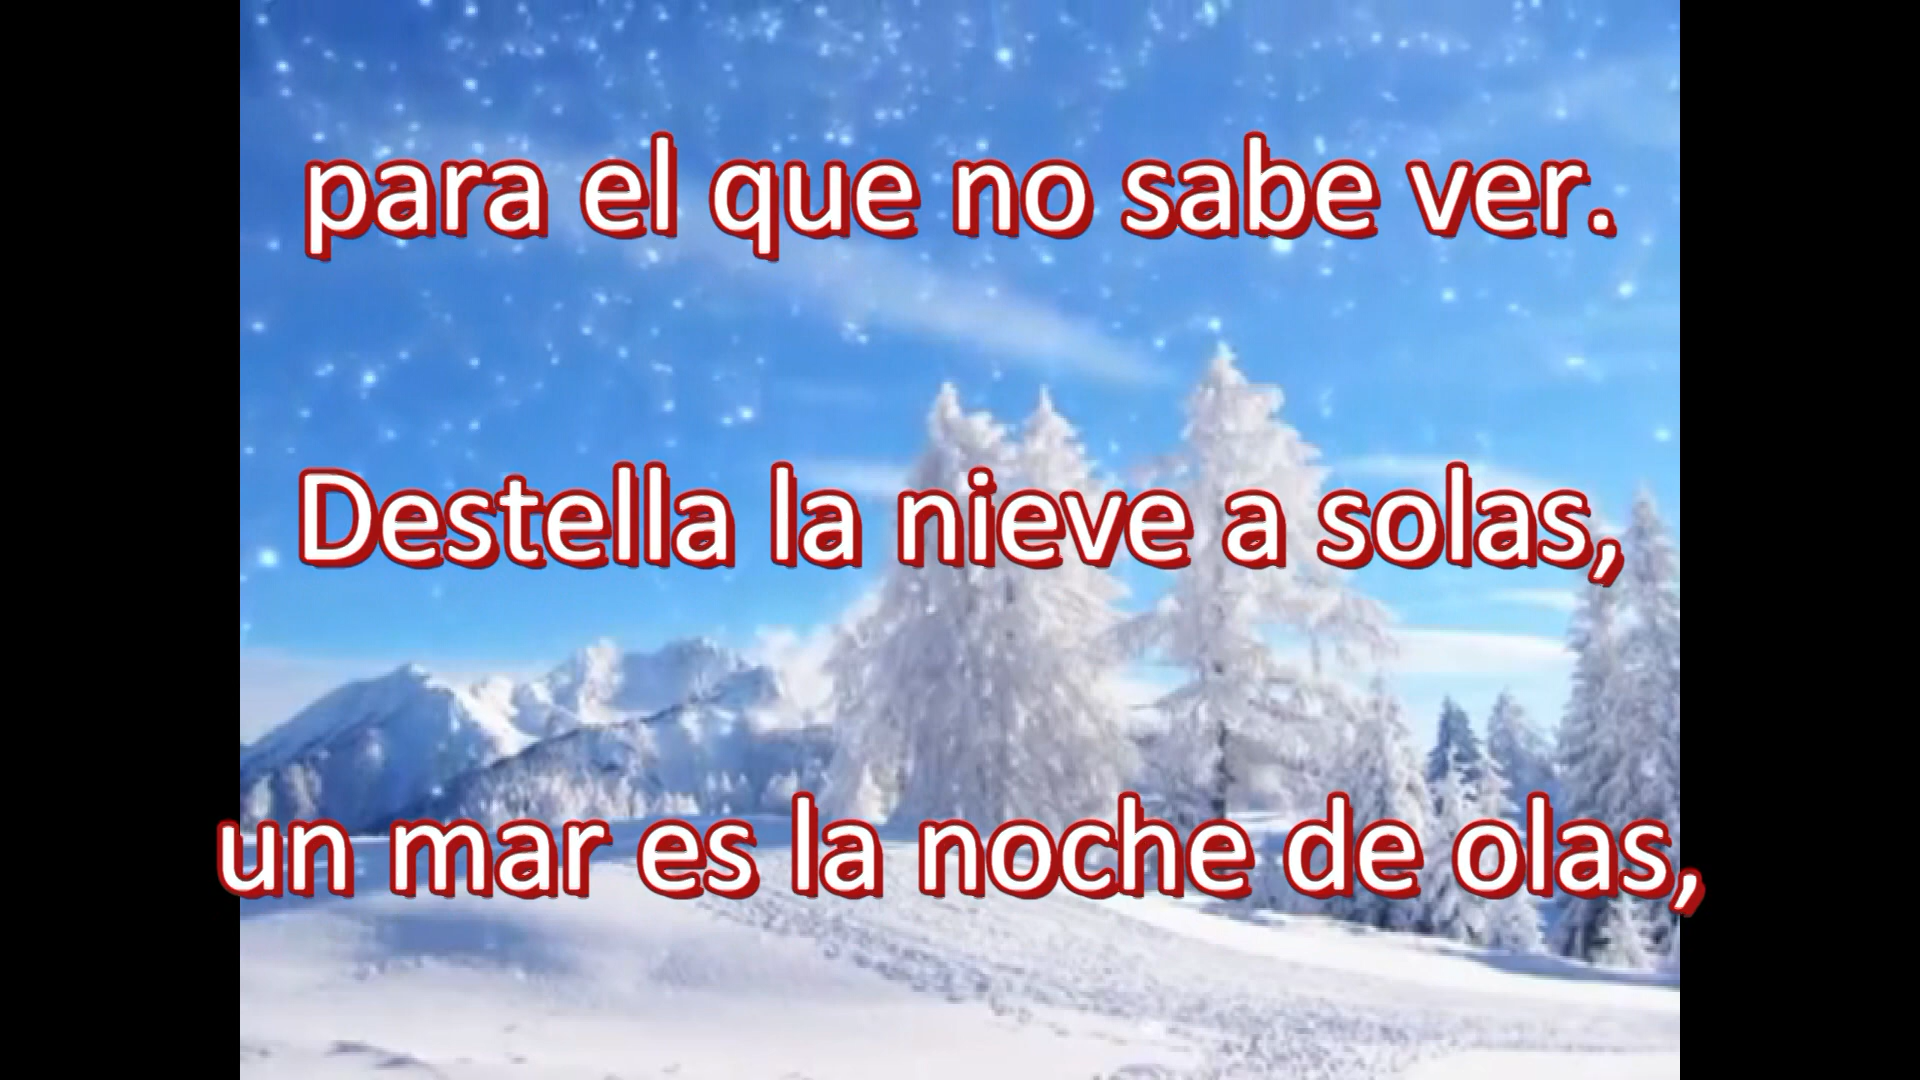 para el que no sabe ver.
Destella la nieve a solas,
un mar es la noche de olas,